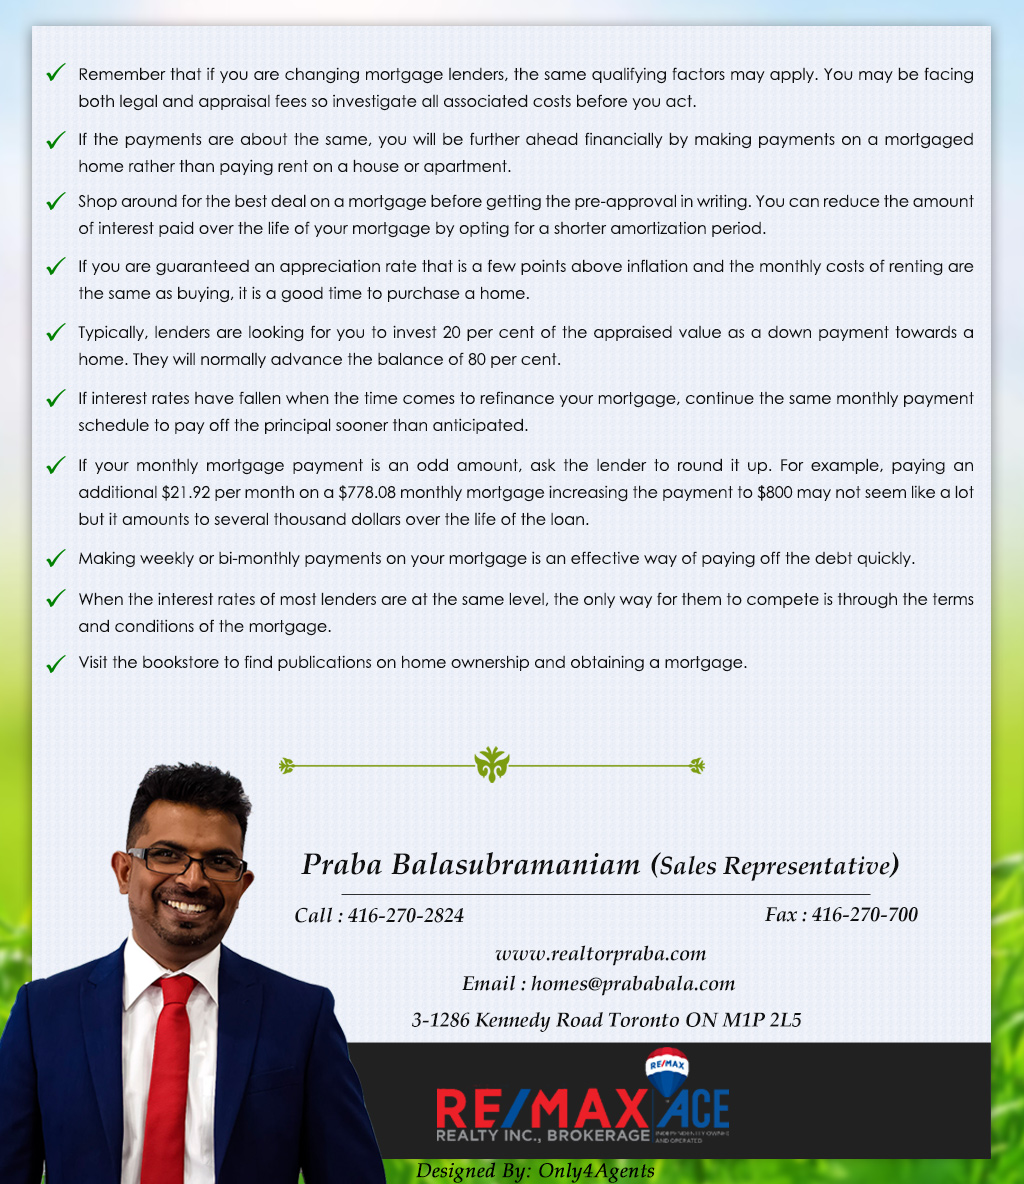 Remember that if you are changing mortgage lenders, the same qualifying factors may apply. You may be facing
both legal and appraisal fees so investigate all associated costs before you act.
If the payments are about the same, you will be further ahead financially by making payments on a mortgaged
home rather than paying rent on a house or apartment.
Shop around for the best deal on a mortgage before getting the pre-approval in writing. You can reduce the amount
of interest paid over the life of your mortgage by opting for a shorter amortization period.
If you are guaranteed an appreciation rate that is a few points above inflation and the monthly costs of renting are
the same as buying, it is a good time to purchase a home.
Typically, lenders are looking for you to invest 20 per cent of the appraised value as a down payment towards a
home. They will normally advance the balance of 80 per cent.
If interest rates have fallen when the time comes to refinance your mortgage, continue the same monthly payment
schedule to pay off the principal sooner than anticipated.
If your monthly mortgage payment is an odd amount, ask the lender to round it up. For example, paying an
additional $21.92 per month on a $778.08 monthly mortgage increasing the payment to $800 may not seem like a lot
but it amounts to several thousand dollars over the life of the loan.
Making weekly or bi-monthly payments on your mortgage is an effective way of paying off the debt quickly.
When the interest rates of most lenders are at the same level, the only way for them to compete is through the terms
and conditions of the mortgage.
Visit the bookstore to find publications on home ownership and obtaining a mortgage.
Praba Balasubramaniam (Sales Representative)
Call : 416-270-2824
Fax : 416-270-700
www.realtorpraba.com
Email : homes@prababala.com
3-1286 Kennedy Road Toronto ON M1P 2L5
RE/MAX
RE/MAX ACE
REALTY INC., BROKERAGE
INDEPENDENTLY OWNED
AND OPERATED
Designed By: Only4Agents